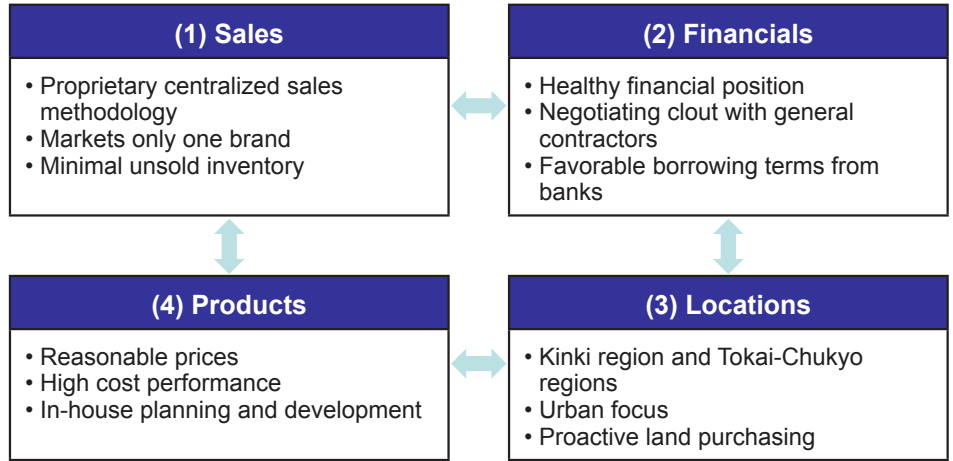 (1) Sales
• Proprietary centralized sales
methodology
• Markets only one brand
• Minimal unsold inventory
(2) Financials
• Healthy financial position
• Negotiating clout with general
contractors
• Favorable borrowing terms from
banks
(4) Products
• Reasonable prices
• High cost performance
• In-house planning and development
(3) Locations
• Kinki region and Tokai-Chukyo
regions
• Urban focus
• Proactive land purchasing